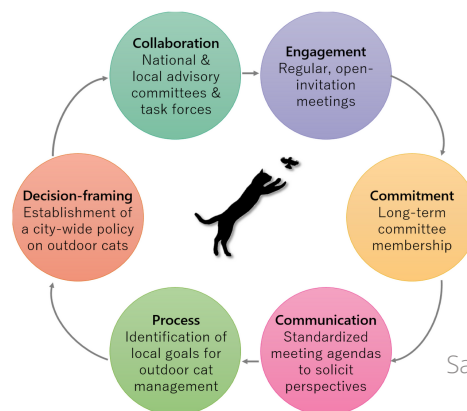 Collaboration
National &
local advisory
committees &
task forces
Engagement
Regular, open-
invitation
meetings
Commitment
Long-term
committee
membership
Communication
Standardized
meeting agendas
to solicit
perspectives
Process
Identification of
local goals for
outdoor cat
management
Decision-framing
Establishment of
a city-wide policy
on outdoor cats